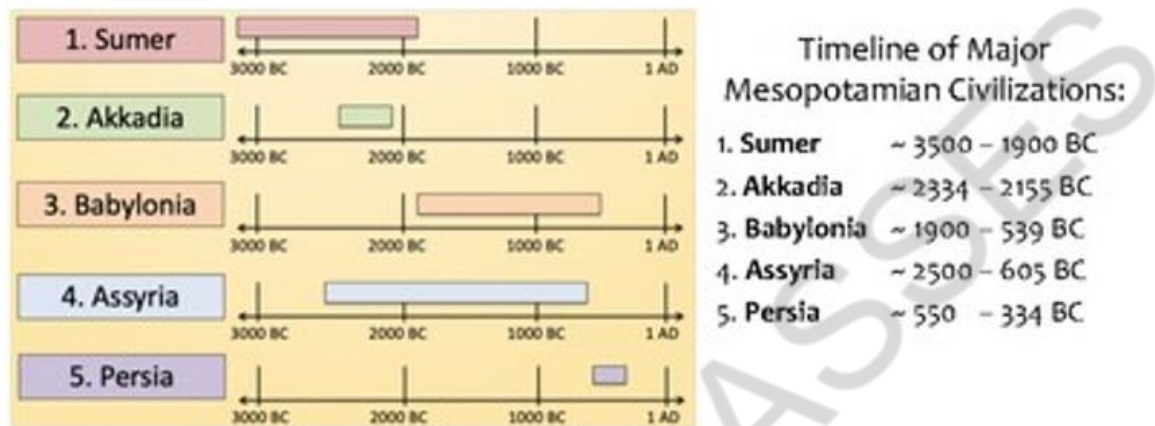 1. Sumer
3000 BC 2000 BC 1000 BC 1 AD
2. Akkadia
3000 BC 2000 BC 1000 BC 1 AD
3. Babylonia
3000 BC 2000 BC 1000 BC 1 AD
4. Assyria
3000 BC 2000 BC 1000 BC 1 AD
5. Persia
3000 BC 2000 BC 1000 BC 1 AD
Timeline of Major
Mesopotamian Civilizations:
1. Sumer ~ 3500 – 1900 BC
2. Akkadia ~ 2334 – 2155 BC
3. Babylonia ~ 1900 – 539 BC
4. Assyria ~ 2500 – 605 BC
5. Persia ~ 550 – 334 BC
ASSES